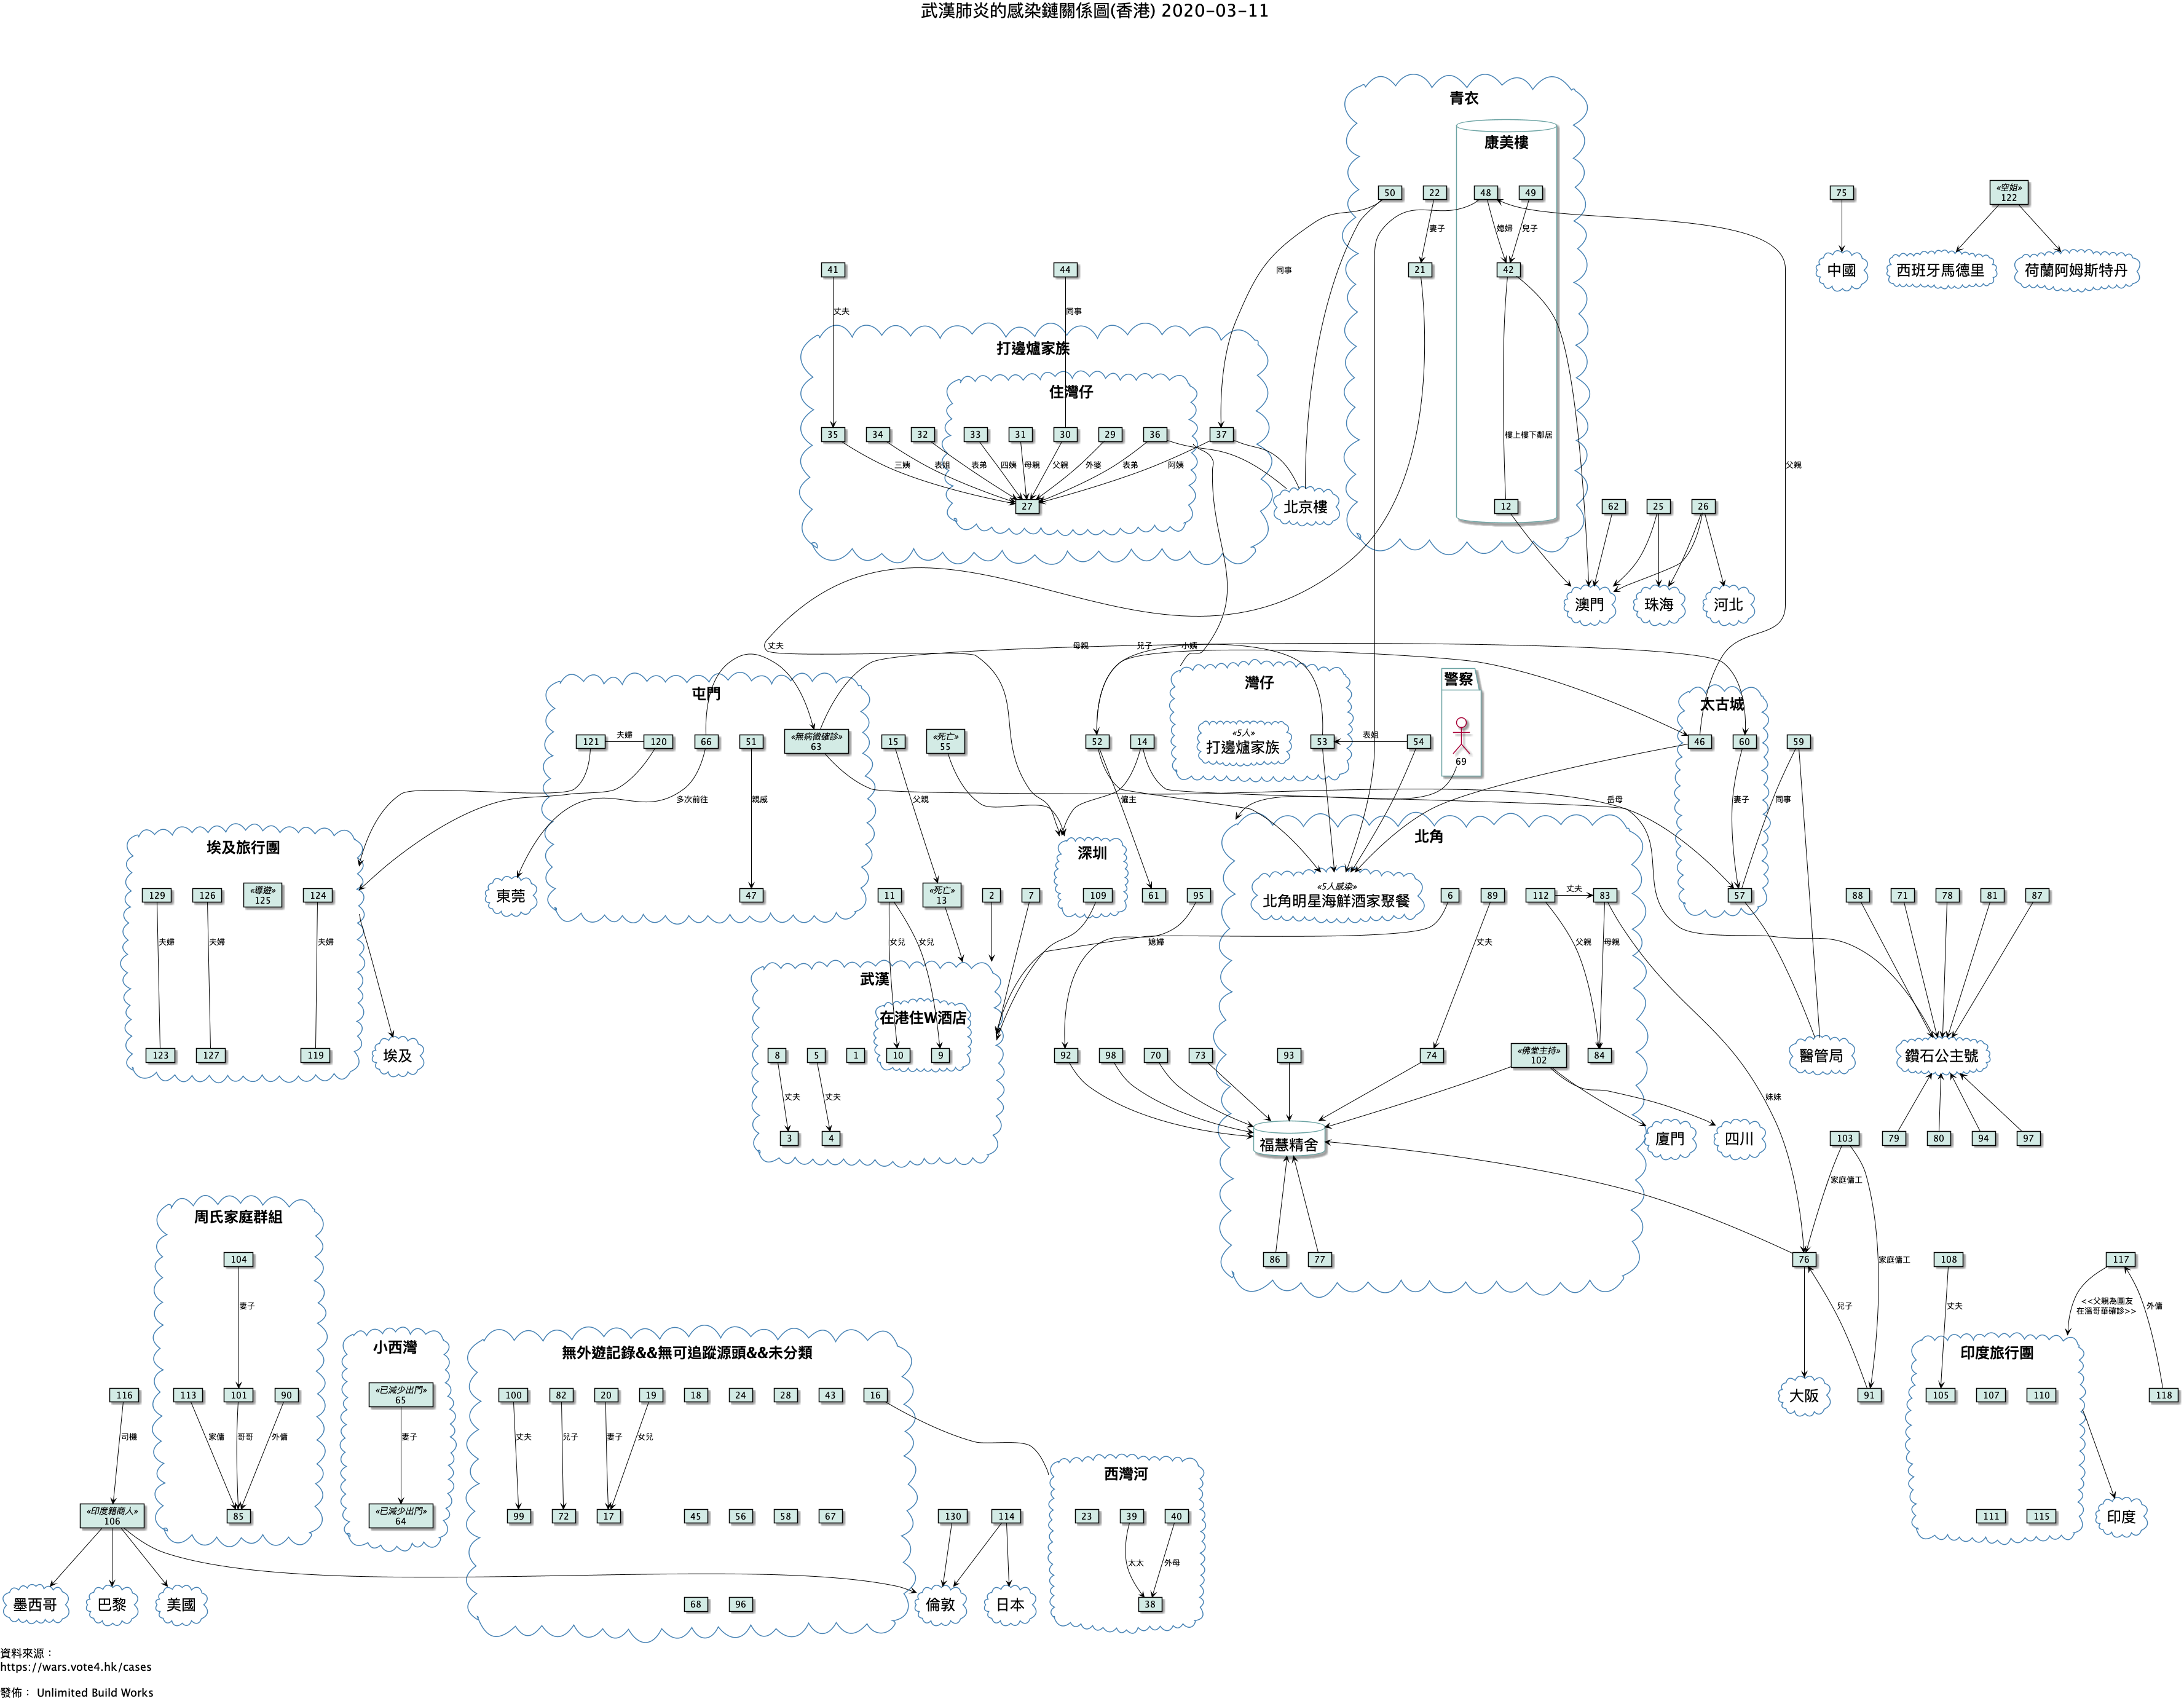 武漢肺炎的感染鏈關係圖(香港) 2020-03-11
青衣
康美樓
50
22
48
49
75
«空姐»
122
妻子
媳婦
兒子
41
44
同事
21
42
中國
西班牙馬德里
荷蘭阿姆斯特丹
丈夫
同事
打邊爐家族
住灣仔
35
34
32
33
31
30
29
36
37
樓上樓下鄰居
父親
三姨
表姐
表弟
四姨
母親
父親
外婆
表弟
阿姨
27
北京樓
12
62
25
26
澳門
珠海
河北
丈夫
母親
兒子
小姨
屯門
灣仔
警察
太古城
121
夫婦
120
66
51
«無病徵確診»
63
15
«死亡»
55
52
14
«5人»
打邊爐家族
53
表姐
54
69
46
60
59
多次前往
親戚
父親
僱主
岳母
妻子
同事
埃及旅行團
深圳
北角
129
126
«導遊»
125
124
東莞
47
11
«死亡»
13
2
7
109
61
95
«5人感染»
北角明星海鮮酒家聚餐
6
89
112
丈夫
83
57
88
71
78
81
87
夫婦
夫婦
夫婦
女兒
女兒
媳婦
丈夫
父親
母親
武漢
在港住W酒店
123
127
119
埃及
8
5
1
10
9
92
98
70
73
93
74
«佛堂主持»
102
84
醫管局
鑽石公主號
丈夫
丈夫
妹妹
3
4
福慧精舍
廈門
四川
103
79
80
94
97
家庭傭工
周氏家庭群組
104
86
77
76
家庭傭工
108
117
妻子
兒子
丈夫
<<父親為團友
在溫哥華確診>>
外傭
小西灣
無外遊記錄&&無可追蹤源頭&&未分類
印度旅行團
116
113
101
90
«已減少出門»
65
100
82
20
19
18
24
28
43
16
大阪
91
105
107
110
118
司機
家傭
哥哥
外傭
妻子
丈夫
兒子
妻子
女兒
西灣河
«印度籍商人»
106
85
«已減少出門»
64
99
72
17
45
56
58
67
130
114
23
39
40
111
115
印度
太太
外母
墨西哥
巴黎
美國
68
96
倫敦
日本
38
資料來源：
https://wars.vote4.hk/cases
發佈： Unlimited Build Works